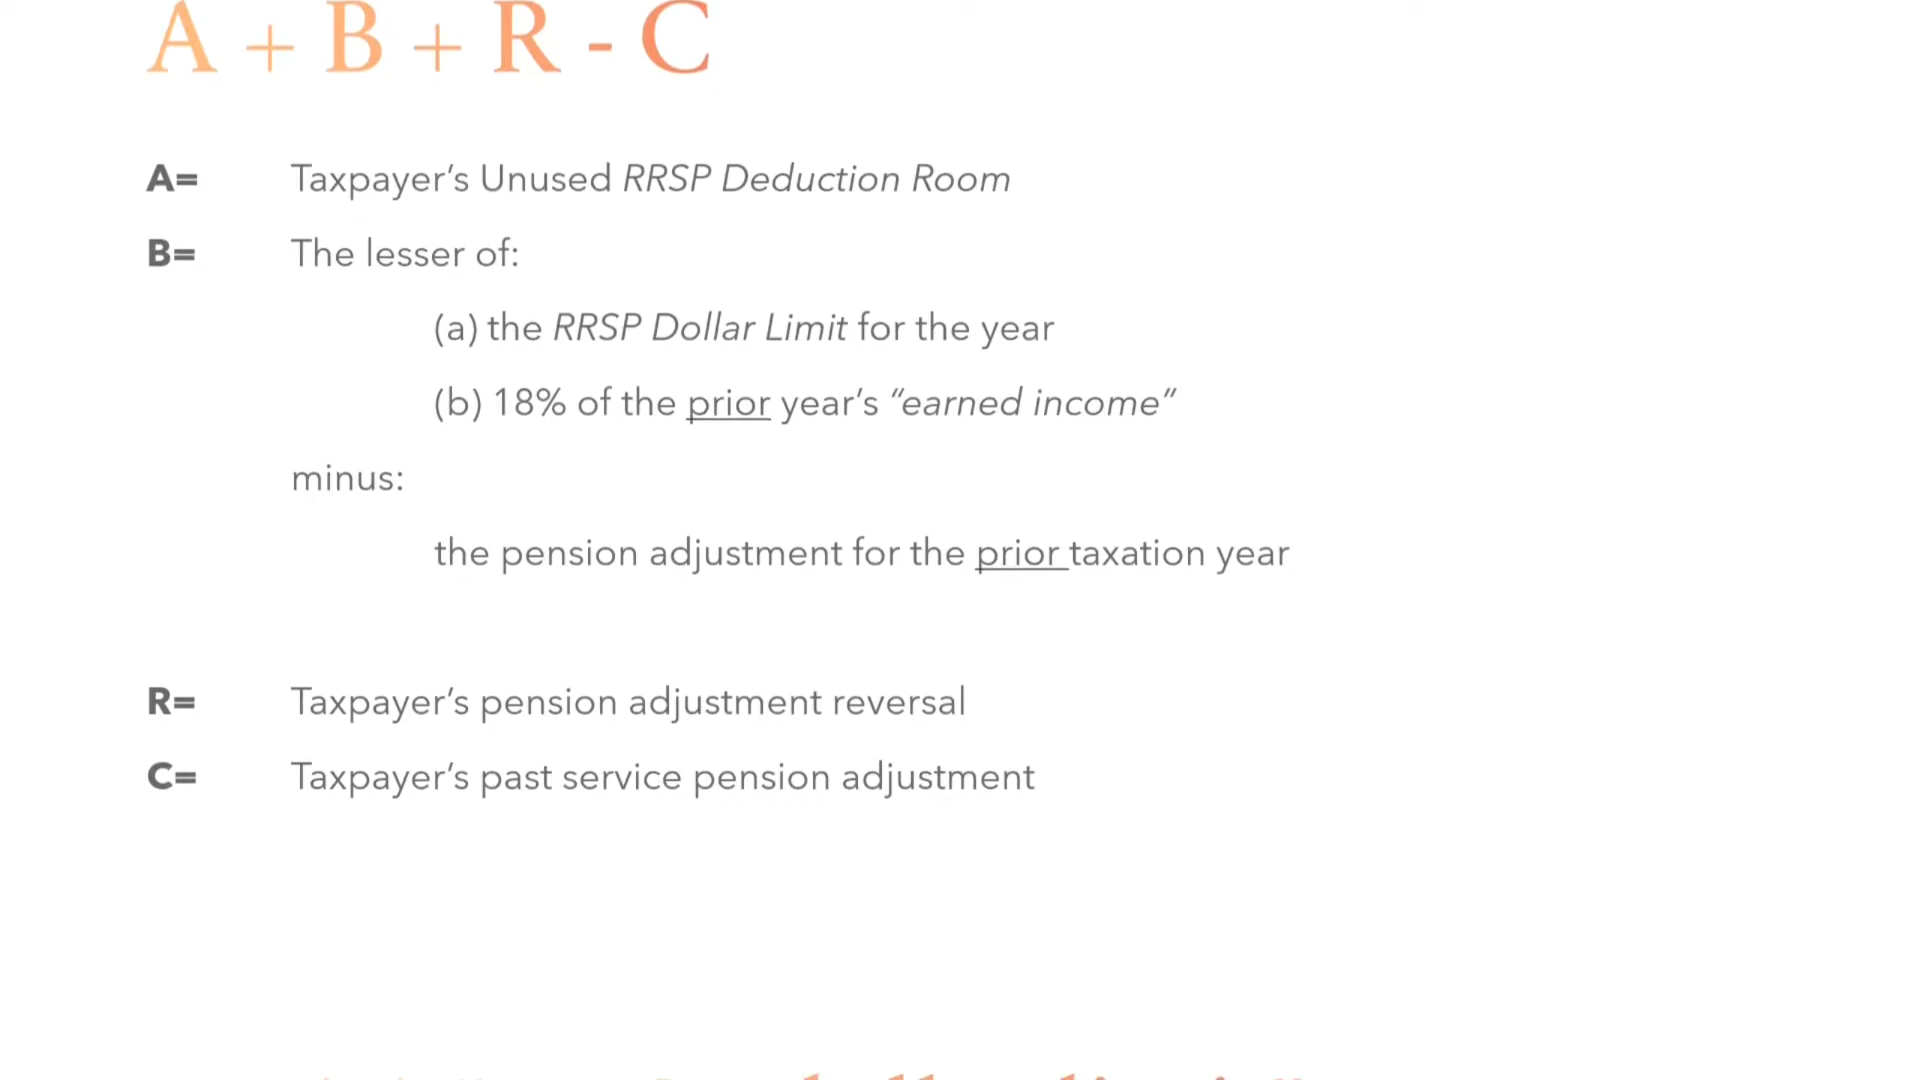 A + B + R - C
A= Taxpayer’s Unused RRSP Deduction Room
B= The lesser of:
(a) the RRSP Dollar Limit for the year
(b) 18% of the prior year’s “earned income”
minus:
the pension adjustment for the prior taxation year
R= Taxpayer’s pension adjustment reversal
C= Taxpayer’s past service pension adjustment